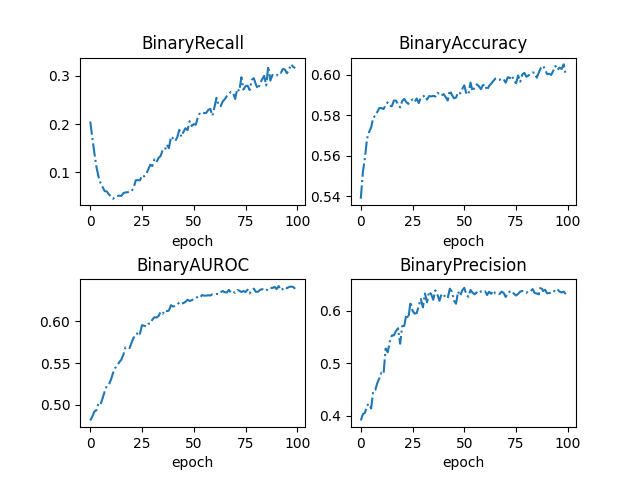 BinaryRecall
0.3
0.2
0.1
0 25 50 75 100
epoch
BinaryAccuracy
0.60
0.58
0.56
0.54
0 25 50 75 100
epoch
BinaryAUROC
0.60
0.55
0.50
0 25 50 75 100
epoch
BinaryPrecision
0.6
0.5
0.4
0 25 50 75 100
epoch